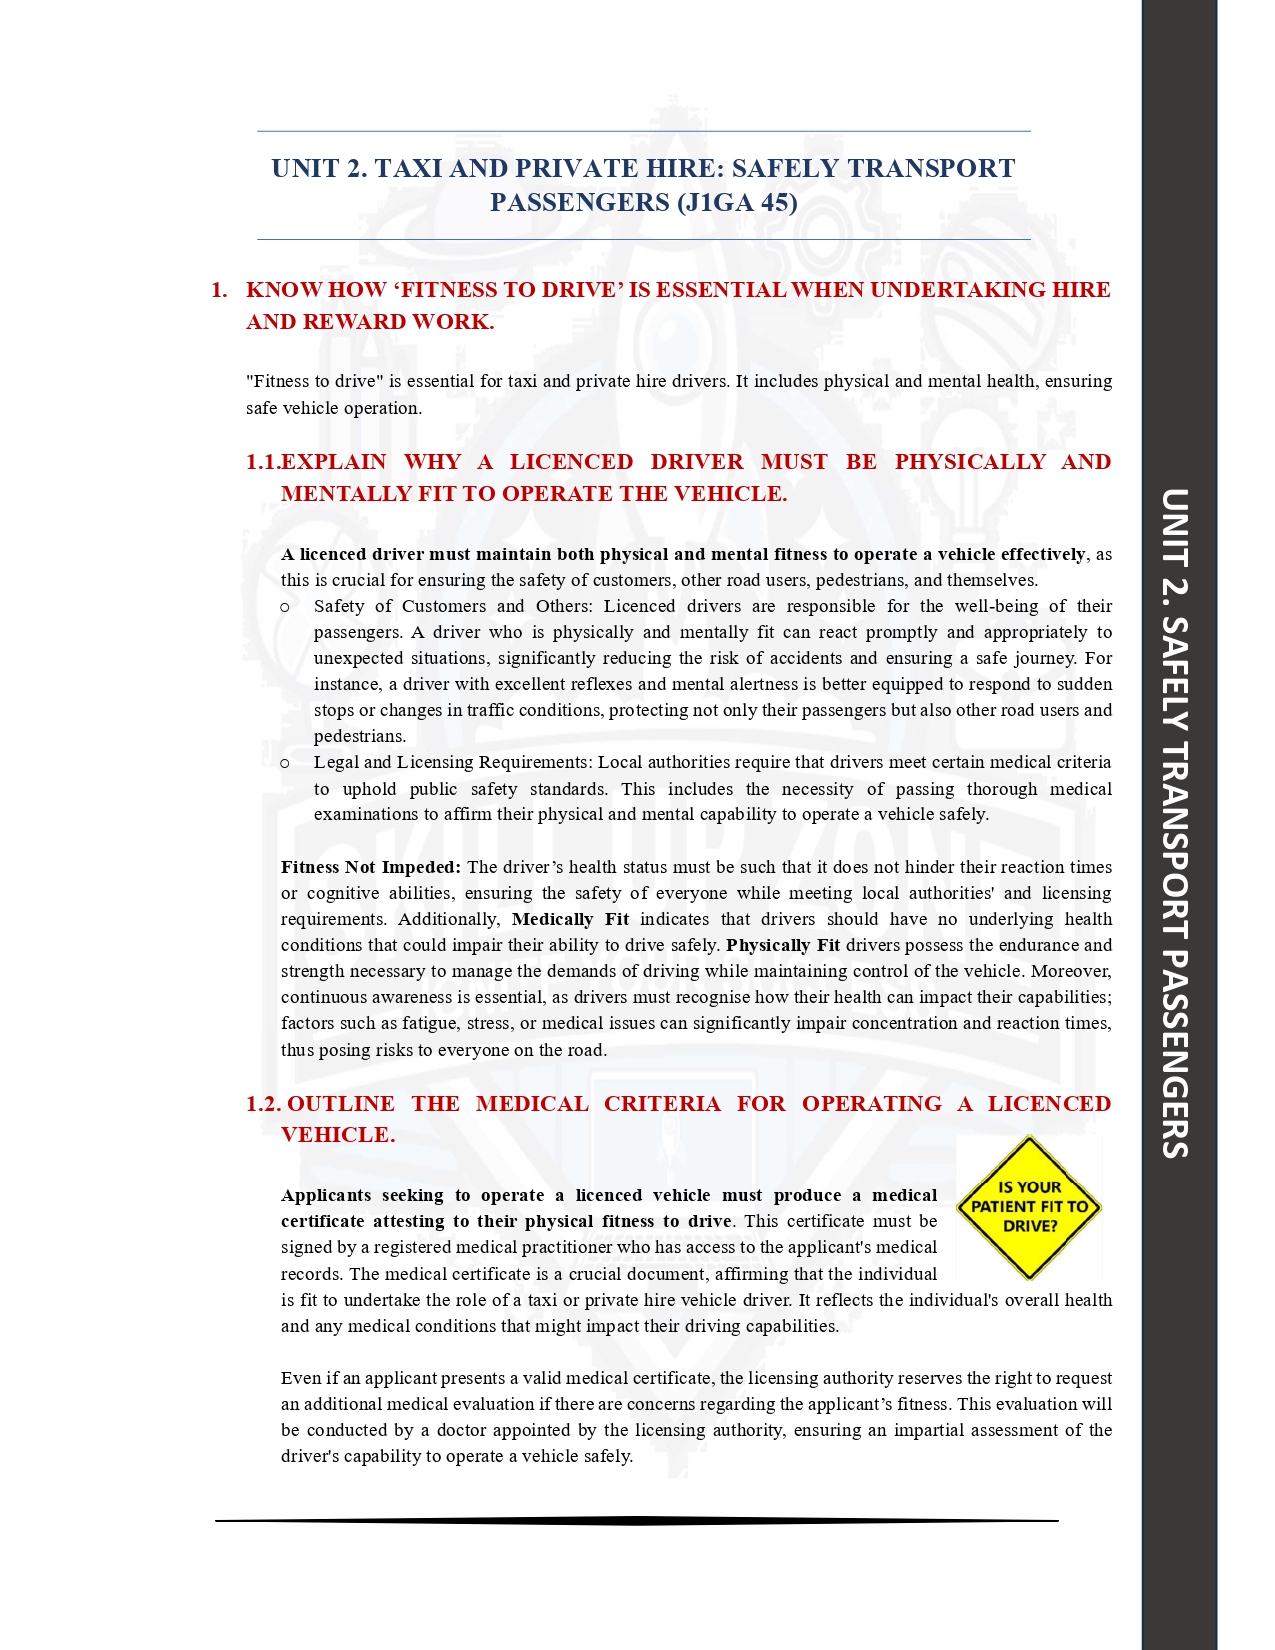 UNIT 2. TAXI AND PRIVATE HIRE: SAFELY TRANSPORT
PASSENGERS (J1GA 45)
1. KNOW HOW ‘FITNESS TO DRIVE’ IS ESSENTIAL WHEN UNDERTAKING HIRE
AND REWARD WORK.
"Fitness to drive" is essential for taxi and private hire drivers. It includes physical and mental health, ensuring
safe vehicle operation.
1.1.EXPLAIN WHY A LICENCED DRIVER MUST BE PHYSICALLY AND
MENTALLY FIT TO OPERATE THE VEHICLE.
A licenced driver must maintain both physical and mental fitness to operate a vehicle effectively, as
this is crucial for ensuring the safety of customers, other road users, pedestrians, and themselves.
o Safety of Customers and Others: Licenced drivers are responsible for the well-being of their
passengers. A driver who is physically and mentally fit can react promptly and appropriately to
unexpected situations, significantly reducing the risk of accidents and ensuring a safe journey. For
instance, a driver with excellent reflexes and mental alertness is better equipped to respond to sudden
stops or changes in traffic conditions, protecting not only their passengers but also other road users and
pedestrians.
o Legal and Licensing Requirements: Local authorities require that drivers meet certain medical criteria
to uphold public safety standards. This includes the necessity of passing thorough medical
examinations to affirm their physical and mental capability to operate a vehicle safely.
Fitness Not Impeded: The driver’s health status must be such that it does not hinder their reaction times
or cognitive abilities, ensuring the safety of everyone while meeting local authorities' and licensing
requirements. Additionally, Medically Fit indicates that drivers should have no underlying health
conditions that could impair their ability to drive safely. Physically Fit drivers possess the endurance and
strength necessary to manage the demands of driving while maintaining control of the vehicle. Moreover,
continuous awareness is essential, as drivers must recognise how their health can impact their capabilities;
factors such as fatigue, stress, or medical issues can significantly impair concentration and reaction times,
thus posing risks to everyone on the road.
1.2. OUTLINE THE MEDICAL CRITERIA FOR OPERATING A LICENCED
VEHICLE.
Applicants seeking to operate a licenced vehicle must produce a medical
certificate attesting to their physical fitness to drive. This certificate must be
signed by a registered medical practitioner who has access to the applicant's medical
records. The medical certificate is a crucial document, affirming that the individual
is fit to undertake the role of a taxi or private hire vehicle driver. It reflects the individual's overall health
and any medical conditions that might impact their driving capabilities.
IS YOUR
PATIENT FIT TO
DRIVE?
Even if an applicant presents a valid medical certificate, the licensing authority reserves the right to request
an additional medical evaluation if there are concerns regarding the applicant’s fitness. This evaluation will
be conducted by a doctor appointed by the licensing authority, ensuring an impartial assessment of the
driver's capability to operate a vehicle safely.
UNIT 2. SAFELY TRANSPORT PASSENGERS
SKILL UP ZONE
IGNITE YOUR SUCCESS